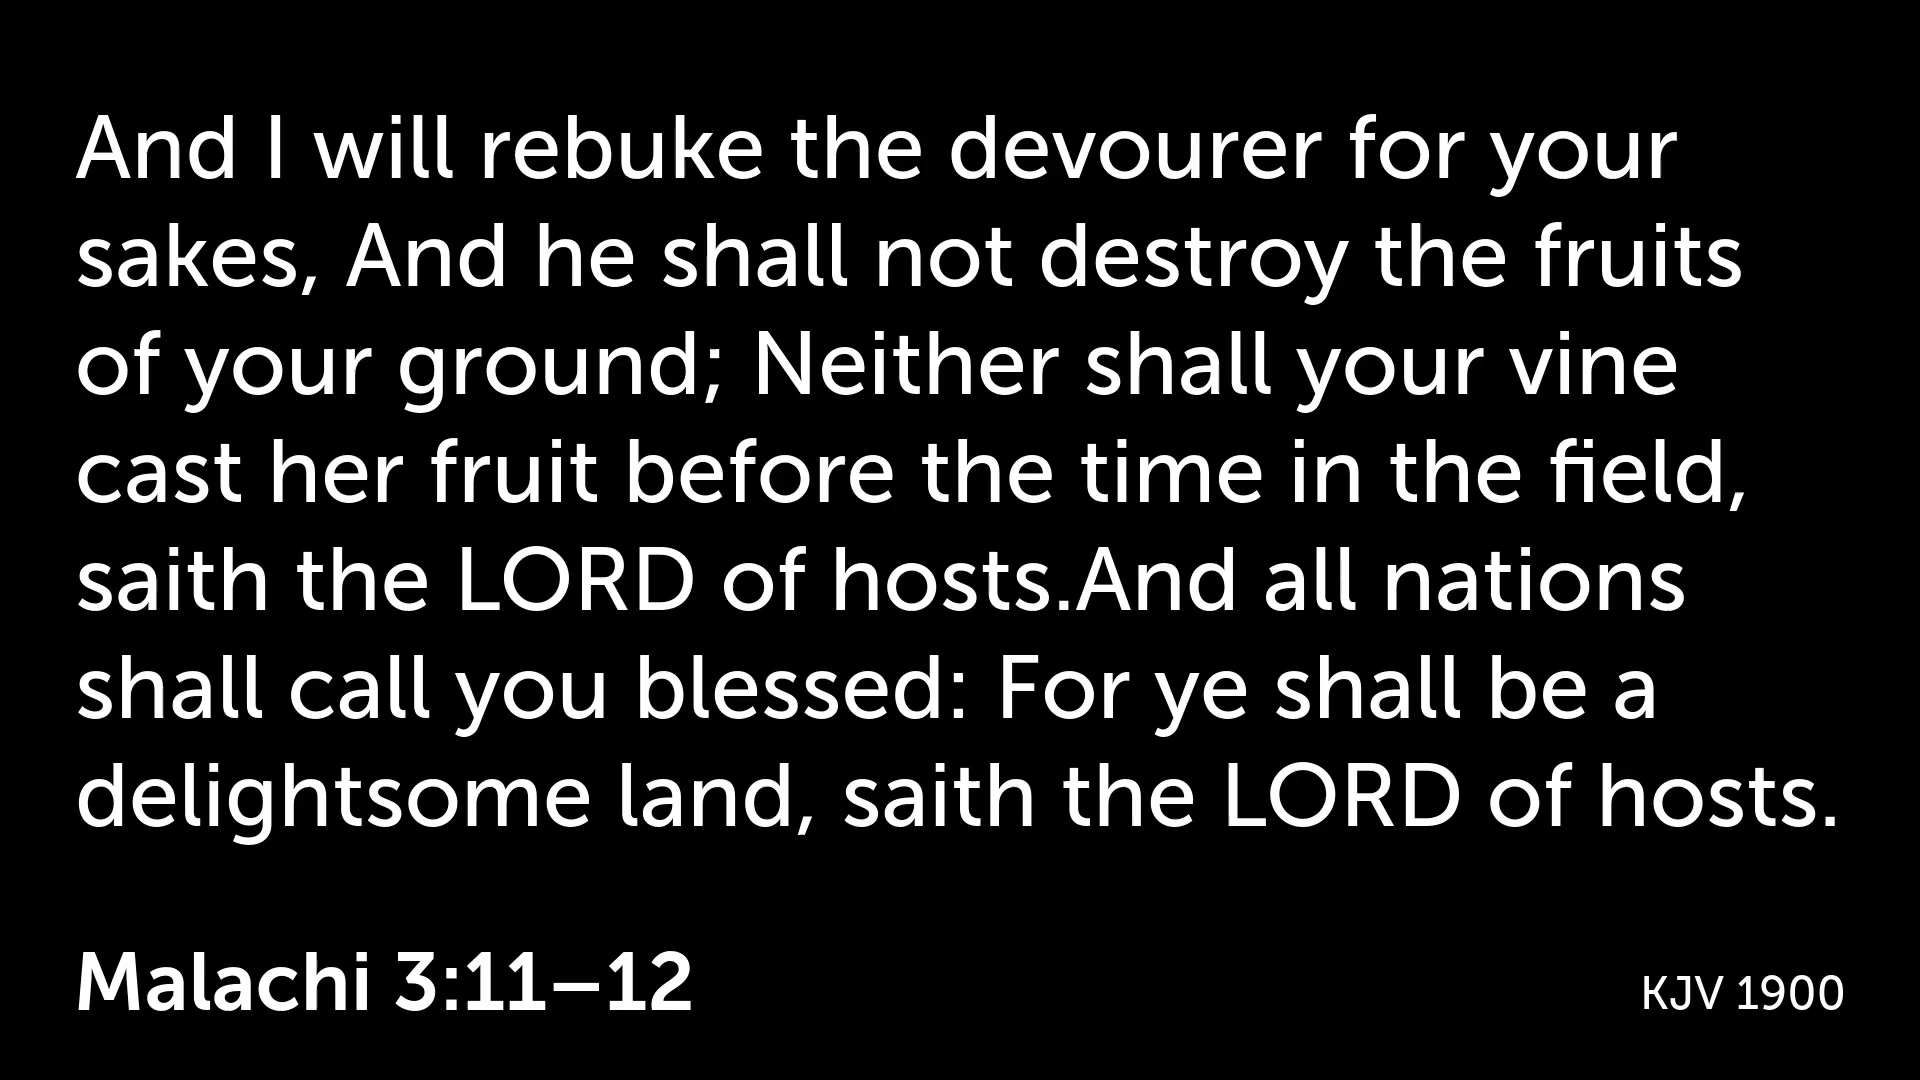 And I will rebuke the devourer for your
sakes, And he shall not destroy the fruits
of your ground; Neither shall your vine
cast her fruit before the time in the field,
saith the LORD of hosts.And all nations
shall call you blessed: For ye shall be a
delightsome land, saith the LORD of hosts.
Malachi 3:11–12
KJV 1900